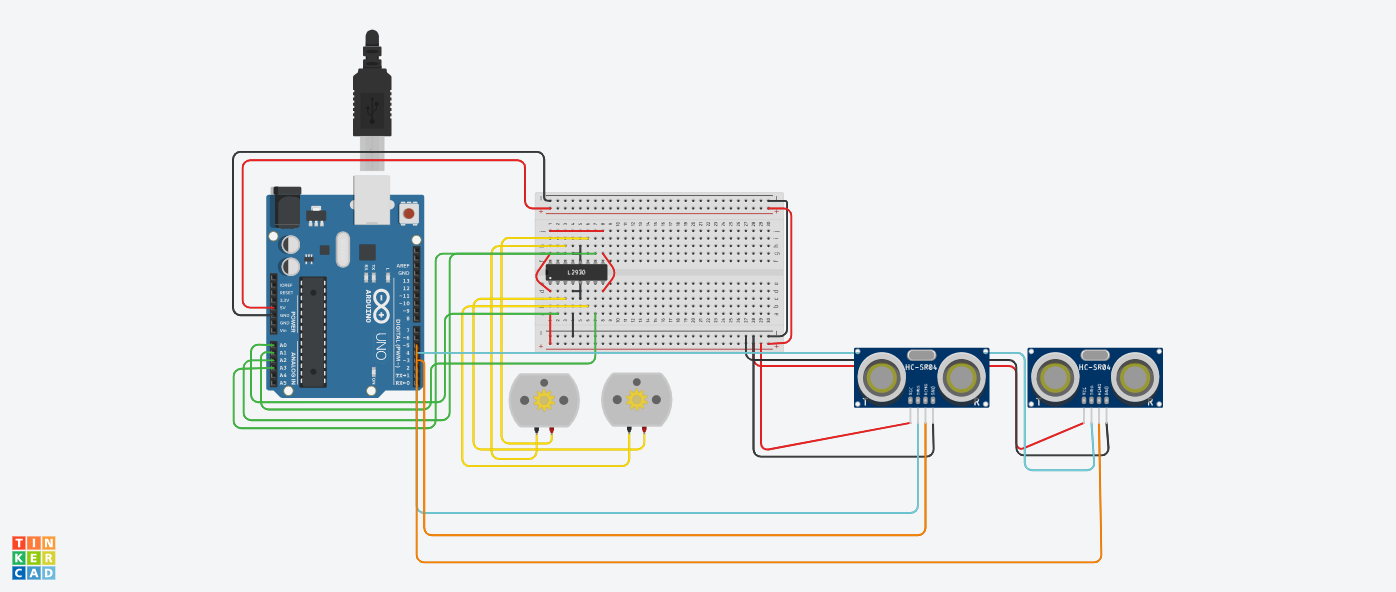 AREF
GND
13
12
~11
~10
~9
8
7
~6
~5
4
~3
2
TX→1
RX←0
DIGITAL (PWM~)
TX
RX
L
ON
ARDUINO
UNO
IOREF
RESET
3.3V
5V
GND
GND
Vin
POWER
A0
A1
A2
A3
A4
A5
ANALOG IN
L293D
HC-SR04
T
R
VCC
TRIG
ECHO
GND
HC-SR04
T
R
VCC
TRIG
ECHO
GND
TIN
KER
CAD